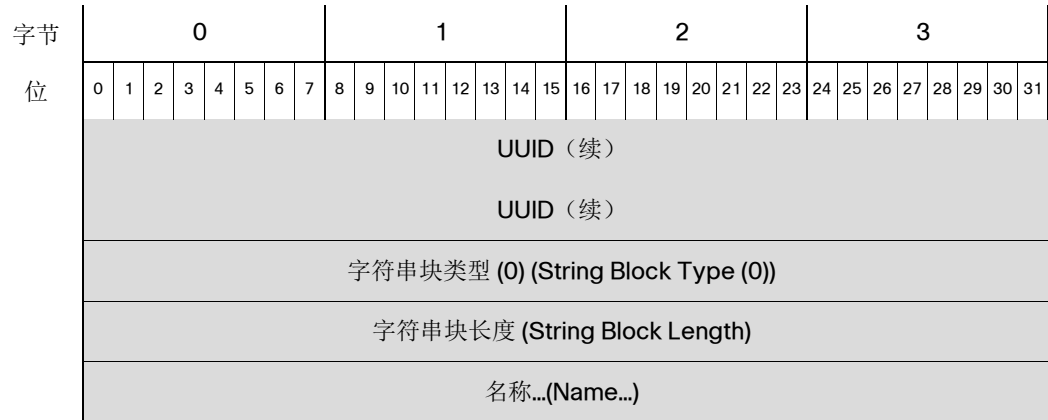 字节 0 1 2 3
位 0 1 2 3 4 5 6 7 8 9 10 11 12 13 14 15 16 17 18 19 20 21 22 23 24 25 26 27 28 29 30 31
UUID（续）
UUID（续）
字符串块类型 (0) (String Block Type (0))
字符串块长度 (String Block Length)
名称...(Name...)